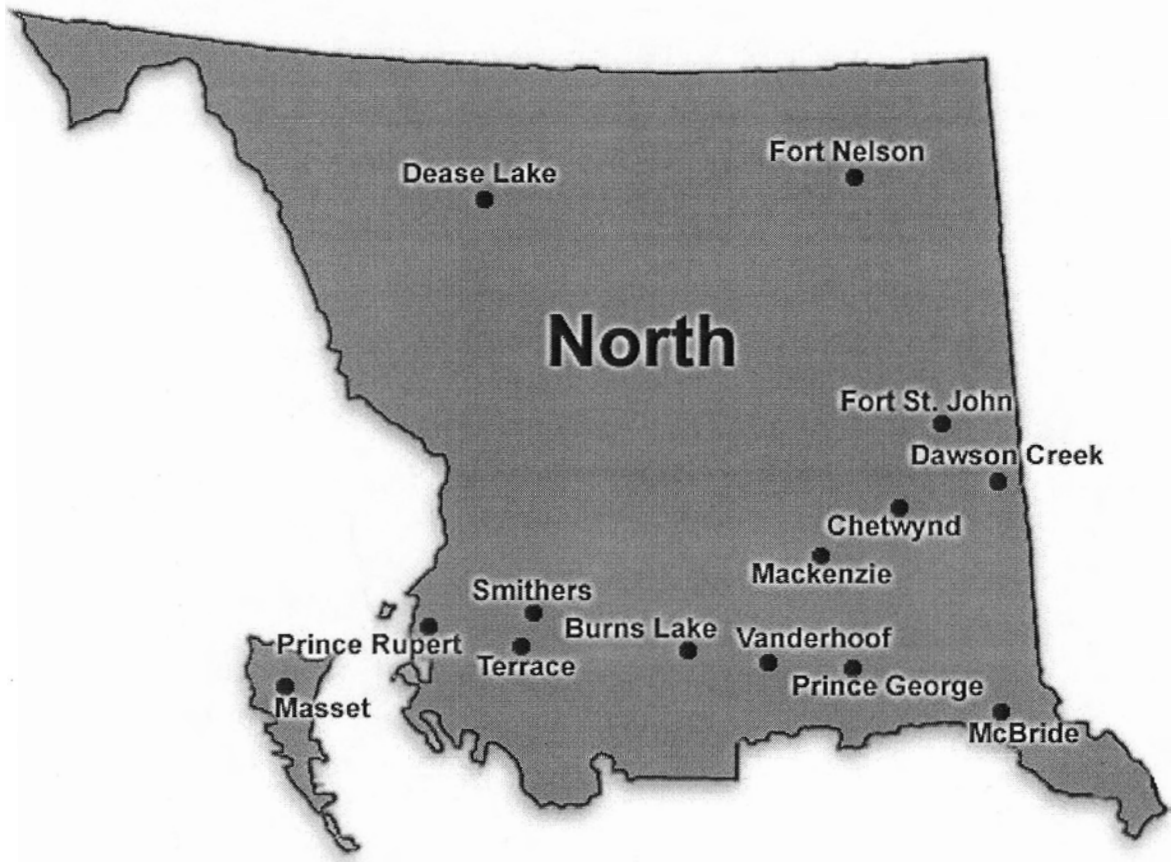 Fort Nelson
Dease Lake
North
Fort St. John
Dawson Creek
Chetwynd
Mackenzie
Smithers
Burns Lake
Vanderhoof
Prince Rupert
Terrace
Prince George
Masset
McBride